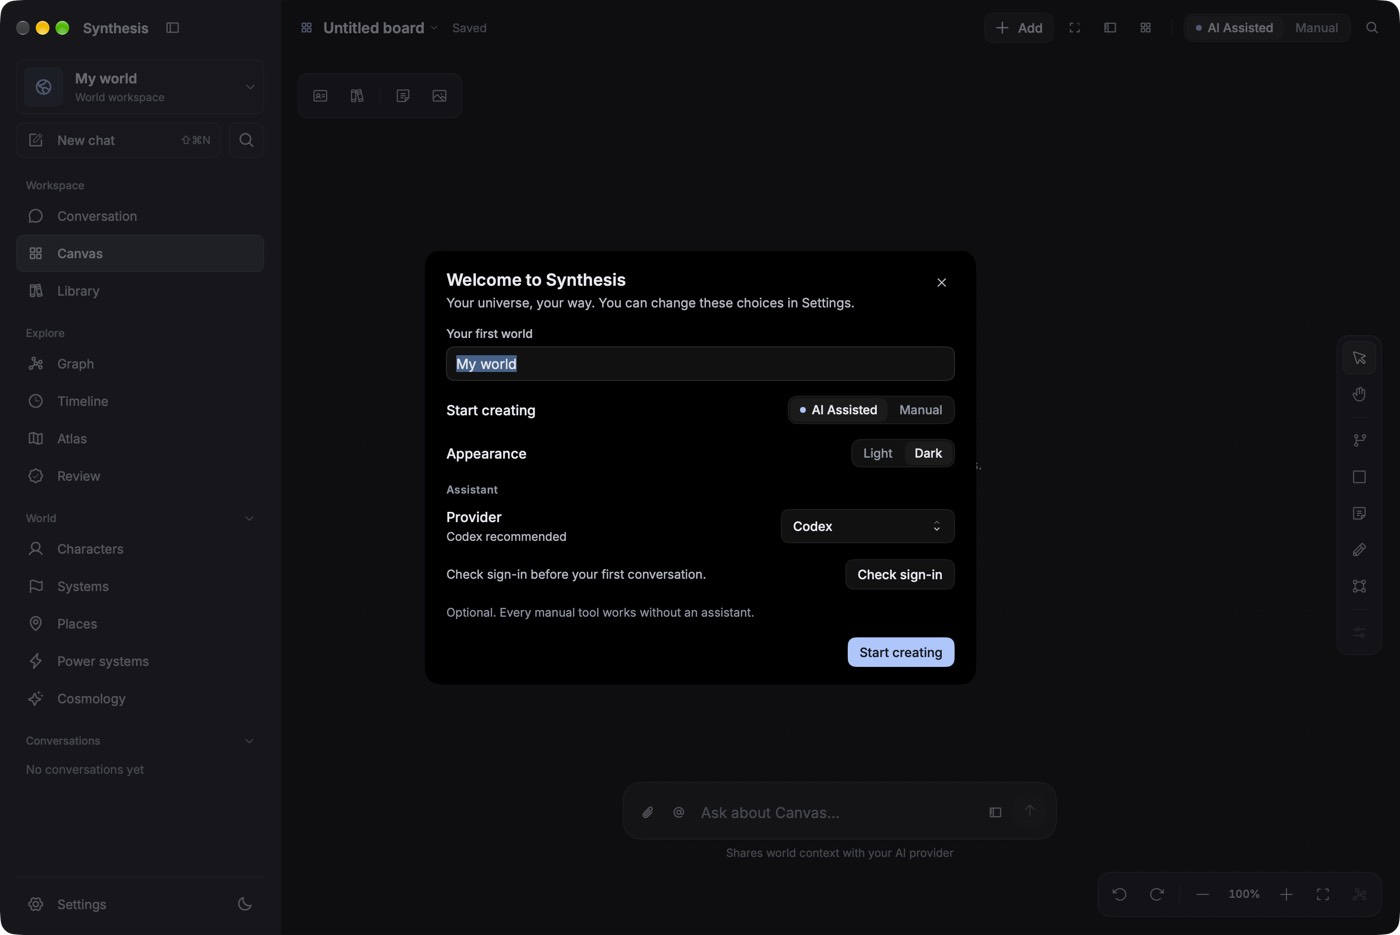 Synthesis
Untitled board
Saved
Add
AI Assisted
Manual
My world
World workspace
New chat
⇧⌘N
Workspace
Conversation
Canvas
Library
Explore
Graph
Timeline
Atlas
Review
World
Characters
Systems
Places
Power systems
Cosmology
Conversations
No conversations yet
Settings
Welcome to Synthesis
Your universe, your way. You can change these choices in Settings.
Your first world
My world
Start creating
AI Assisted
Manual
Appearance
Light
Dark
Assistant
Provider
Codex recommended
Codex
Check sign-in before your first conversation.
Check sign-in
Optional. Every manual tool works without an assistant.
Start creating
s.
@
Ask about Canvas...
Shares world context with your AI provider
100%